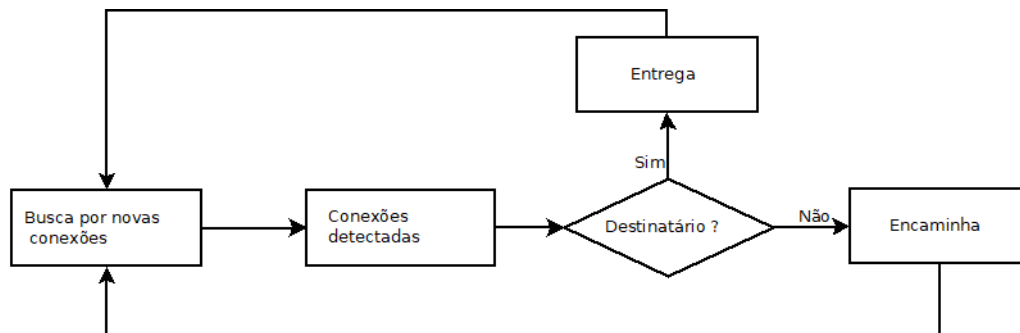 Entrega
Sim
Busca por novas
conexões
Conexões
detectadas
Destinatário ?
Não
Encaminha